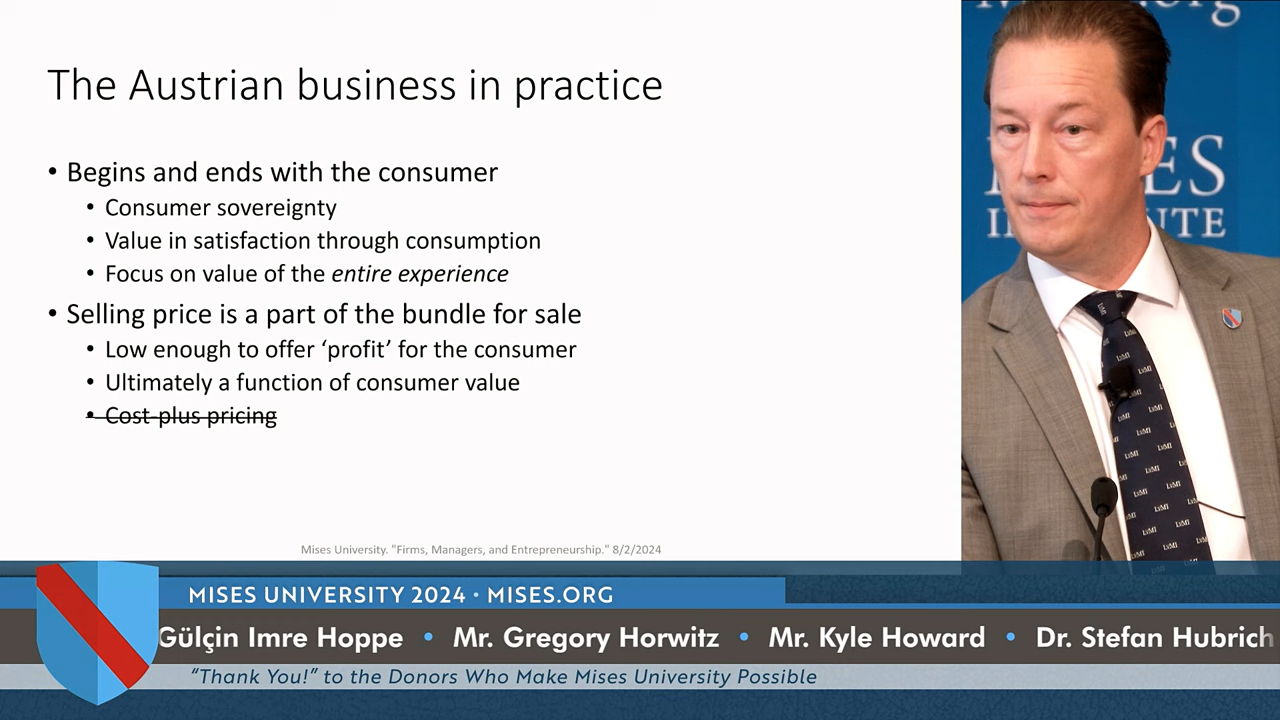 The Austrian business in practice
• Begins and ends with the consumer
• Consumer sovereignty
• Value in satisfaction through consumption
• Focus on value of the entire experience
• Selling price is a part of the bundle for sale
• Low enough to offer ‘profit’ for the consumer
• Ultimately a function of consumer value
• Cost-plus pricing
Mises University. "Firms, Managers, and Entrepreneurship." 8/2/2024
INSTITUTE
LvMI
MISES UNIVERSITY 2024 • MISES.ORG
Gülçin Imre Hoppe • Mr. Gregory Horwitz • Mr. Kyle Howard • Dr. Stefan Hubrich
“Thank You!” to the Donors Who Make Mises University Possible